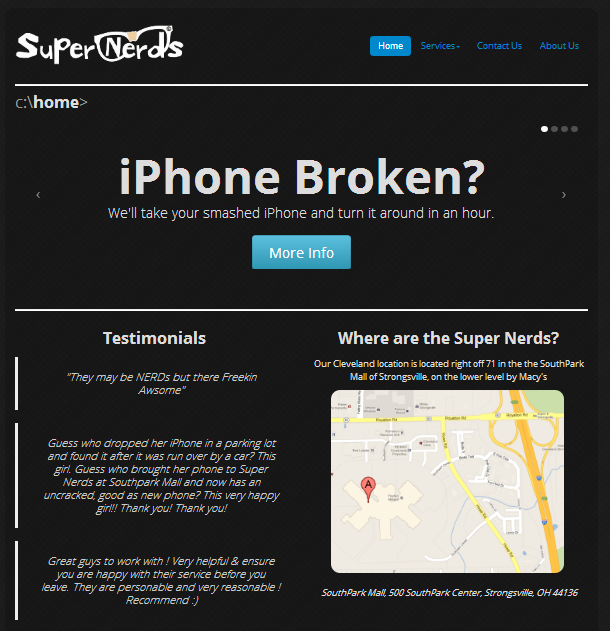 Super Nerds
Home Services Contact Us About Us
c:\home>
iPhone Broken?
We'll take your smashed iPhone and turn it around in an hour.
More Info
Testimonials
"They may be NERDs but there Freekin
Awsome"
Guess who dropped her iPhone in a parking lot
and found it after it was run over by a car? This
girl. Guess who brought her phone to Super
Nerds at Southpark Mall and now has an
uncracked, good as new phone? This very happy
girl!! Thank you! Thank you!
Great guys to work with ! Very helpful & ensure
you are happy with their service before you
leave. They are personable and very reasonable !
Recommend :)
Where are the Super Nerds?
Our Cleveland location is located right off 71 in the the SouthPark
Mall of Strongsville, on the lower level by Macy's
Royalton Rd
Royalton Rd
A
Howe Rd
SouthPark Mall, 500 SouthPark Center, Strongsville, OH 44136